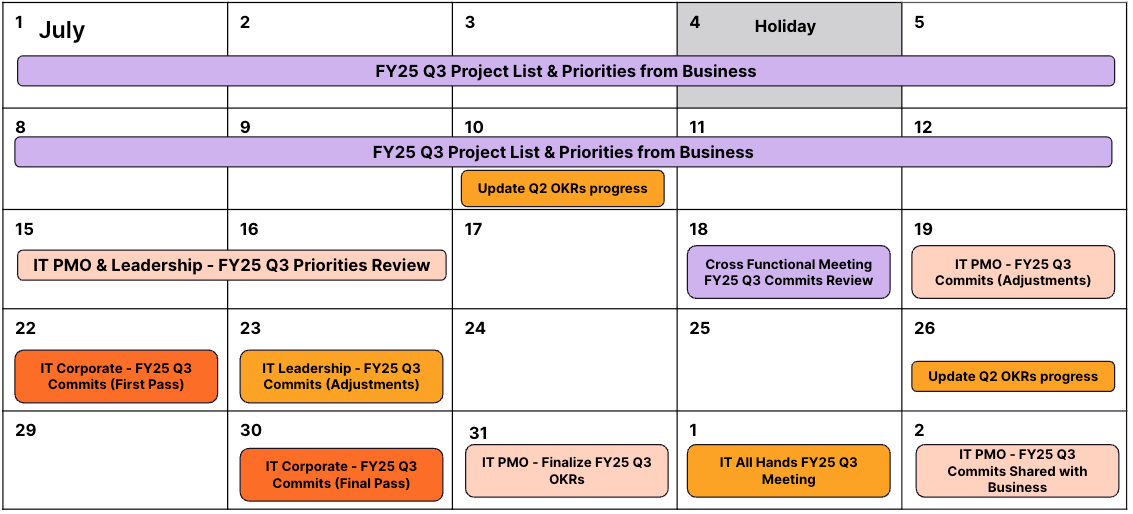 1 July 2 3 4 Holiday 5
FY25 Q3 Project List & Priorities from Business
8 9 10 11 12
FY25 Q3 Project List & Priorities from Business
Update Q2 OKRs progress
15 16 17 18 19
IT PMO & Leadership - FY25 Q3 Priorities Review
Cross Functional Meeting
FY25 Q3 Commits Review
IT PMO - FY25 Q3
Commits (Adjustments)
22 23 24 25 26
IT Corporate - FY25 Q3
Commits (First Pass)
IT Leadership - FY25 Q3
Commits (Adjustments)
Update Q2 OKRs progress
29 30 31 1 2
IT Corporate - FY25 Q3
Commits (Final Pass)
IT PMO - Finalize FY25 Q3
OKRs
IT All Hands FY25 Q3
Meeting
IT PMO - FY25 Q3
Commits Shared with
Business